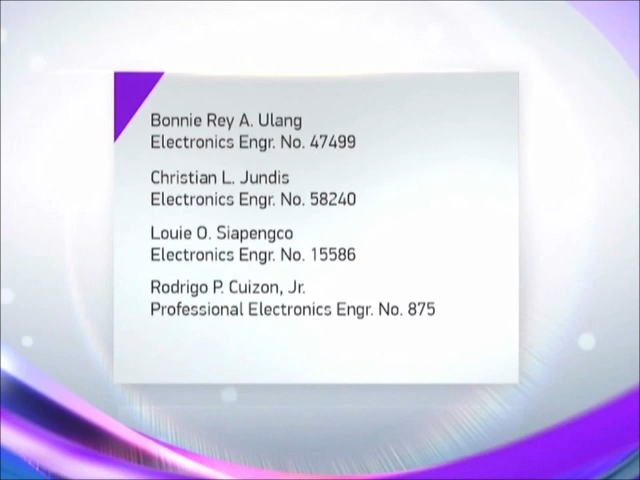 Bonnie Rey A. Ulang
Electronics Engr. No. 47499
Christian L. Jundis
Electronics Engr. No. 58240
Louie O. Siapengco
Electronics Engr. No. 15586
Rodrigo P. Cuizon, Jr.
Professional Electronics Engr. No. 875